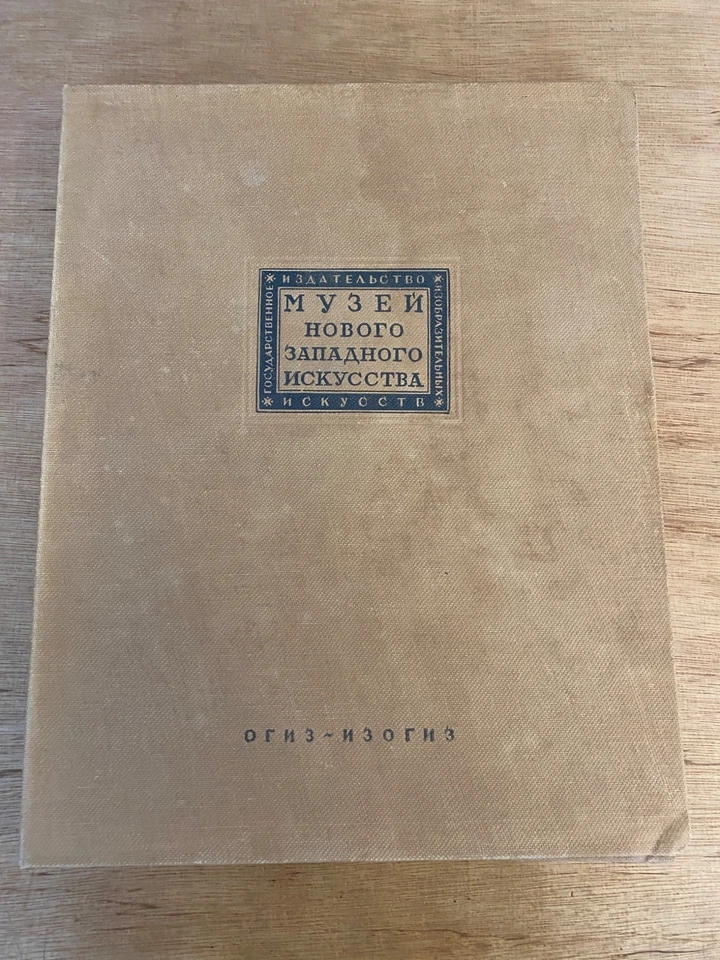 ГОСУДАРСТВЕННОЕ
ИЗДАТЕЛЬСТВО
ИЗОБРАЗИТЕЛЬНЫХ
ИСКУССТВ
МУЗЕЙ
НОВОГО
ЗАПАДНОГО
ИСКУССТВА
ОГИЗ~ИЗОГИЗ